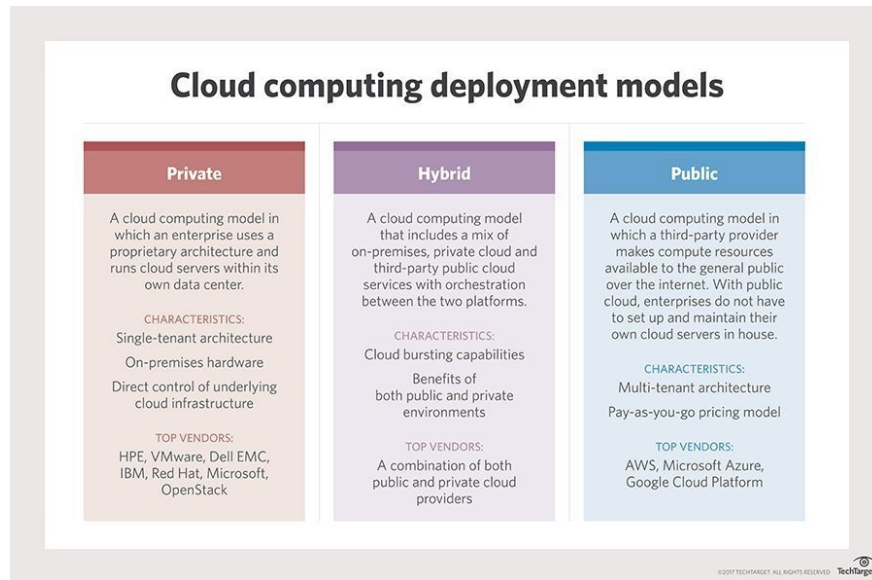 Cloud computing deployment models
Private
A cloud computing model in
which an enterprise uses a
proprietary architecture and
runs cloud servers within its
own data center.
CHARACTERISTICS:
Single-tenant architecture
On-premises hardware
Direct control of underlying
cloud infrastructure
TOP VENDORS:
HPE, VMware, Dell EMC,
IBM, Red Hat, Microsoft,
OpenStack
Hybrid
A cloud computing model
that includes a mix of
on-premises, private cloud and
third-party public cloud
services with orchestration
between the two platforms.
CHARACTERISTICS:
Cloud bursting capabilities
Benefits of
both public and private
environments
TOP VENDORS:
A combination of both
public and private cloud
providers
Public
A cloud computing model in
which a third-party provider
makes compute resources
available to the general public
over the internet. With public
cloud, enterprises do not have
to set up and maintain their
own cloud servers in house.
CHARACTERISTICS:
Multi-tenant architecture
Pay-as-you-go pricing model
TOP VENDORS:
AWS, Microsoft Azure,
Google Cloud Platform
©2017 TECHTARGET. ALL RIGHTS RESERVED TechTarge